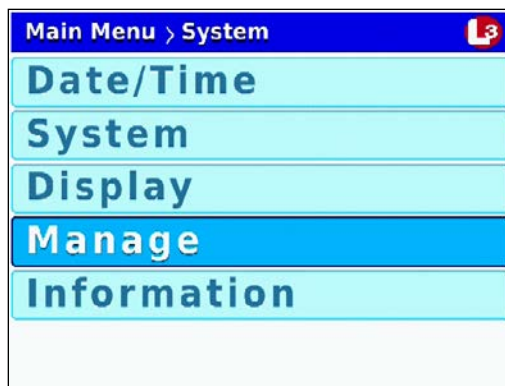 Main Menu > System L3
Date/Time
System
Display
Manage
Information